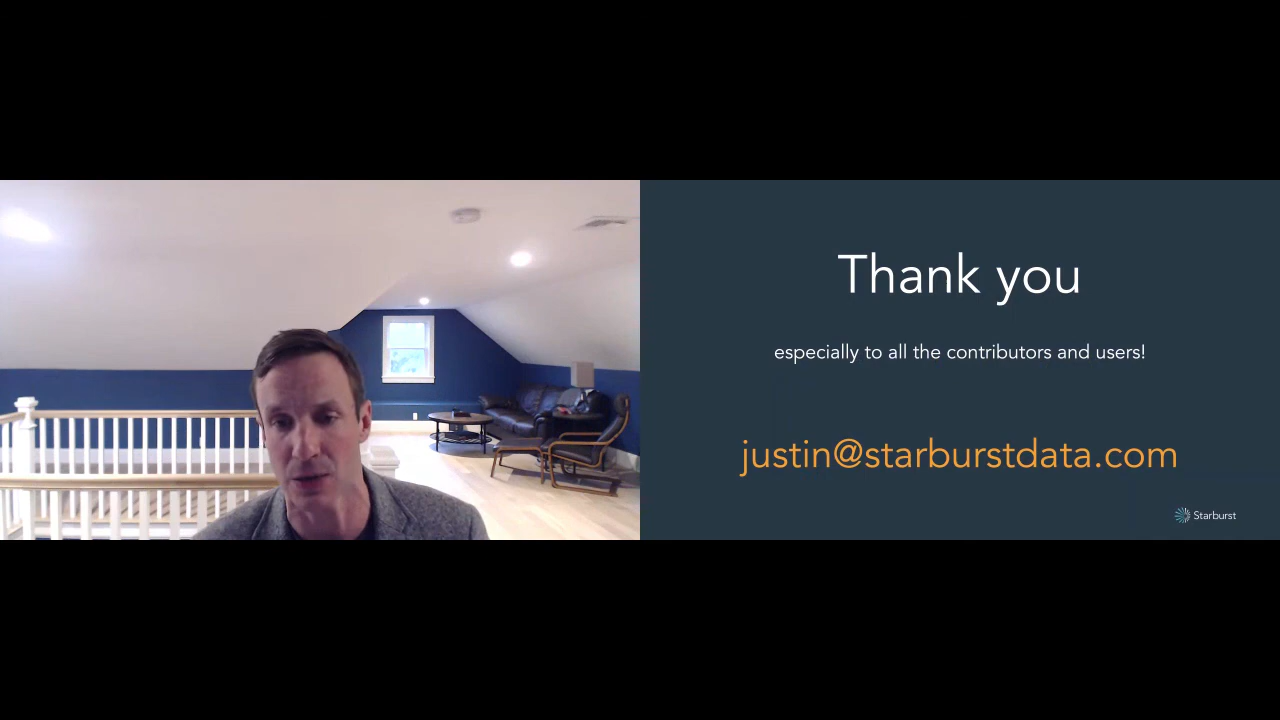 Thank you
especially to all the contributors and users!
justin@starburstdata.com
Starburst